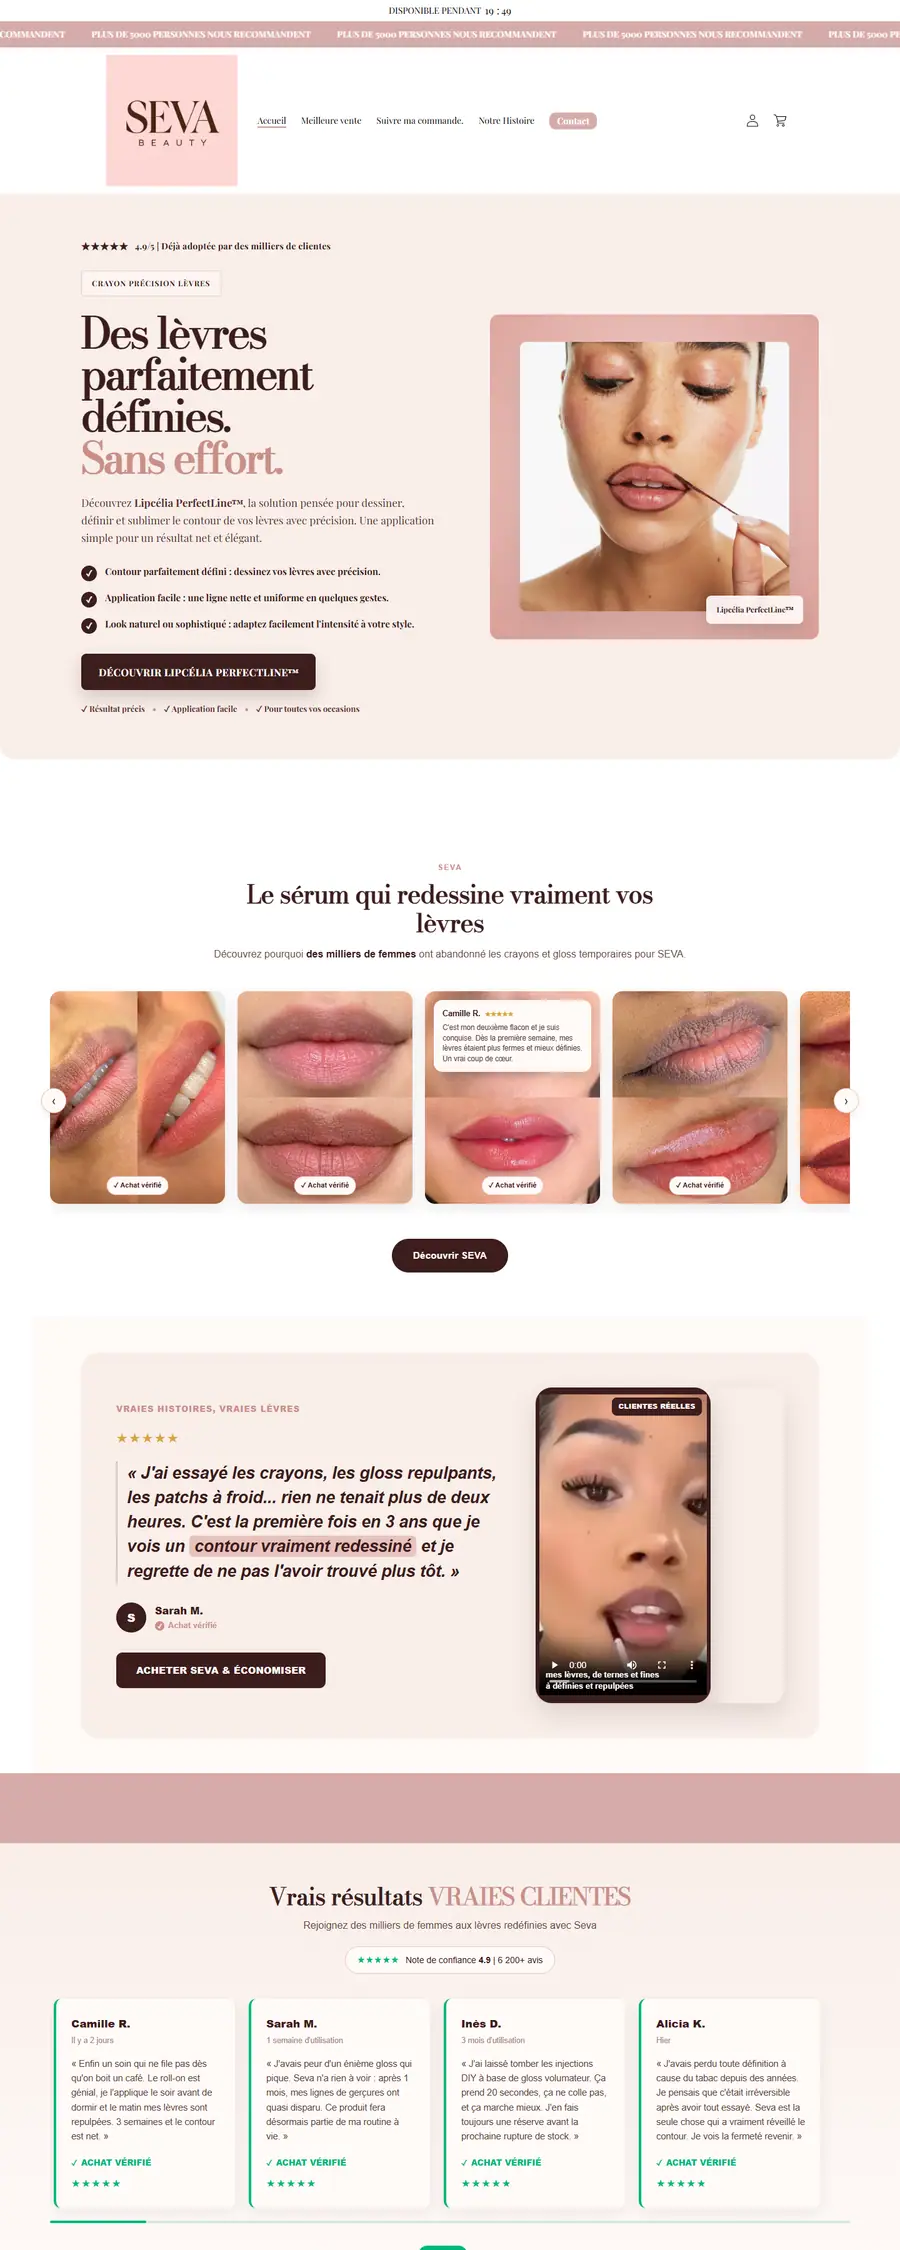 DISPONIBLE PENDANT 19 : 49
COMMANDENT PLUS DE 5000 PERSONNES NOUS RECOMMANDENT PLUS DE 5000 PERSONNES NOUS RECOMMANDENT PLUS DE 5000 PERSONNES NOUS RECOMMANDENT PLUS DE 5000
SEVA
BEAUTY
Accueil Meilleure vente Suivre ma commande. Notre Histoire Contact
★★★★★ 4.9/5 | Déjà adoptée par des milliers de clientes
CRAYON PRÉCISION LÈVRES
Des lèvres
parfaitement
définies.
Sans effort.
Découvrez Lipcélia PerfectLine™, la solution pensée pour dessiner,
définir et sublimer le contour de vos lèvres avec précision. Une application
simple pour un résultat net et élégant.
✓ Contour parfaitement défini : dessinez vos lèvres avec précision.
✓ Application facile : une ligne nette et uniforme en quelques gestes.
✓ Look naturel ou sophistiqué : adaptez facilement l'intensité à votre style.
DÉCOUVRIR LIPCÉLIA PERFECTLINE™
✓ Résultat précis • ✓ Application facile • ✓ Pour toutes vos occasions
Lipcélia PerfectLine™
SEVA
Le sérum qui redessine vraiment vos
lèvres
Découvrez pourquoi des milliers de femmes ont abandonné les crayons et gloss temporaires pour SEVA.
Camille R. ★★★★★
C'est mon deuxième flacon et je suis
conquise. Dès la première semaine, mes
lèvres étaient plus fermes et mieux définies.
Un vrai coup de cœur.
✓ Achat vérifié
✓ Achat vérifié
✓ Achat vérifié
✓ Achat vérifié
Découvrir SEVA
VRAIES HISTOIRES, VRAIES LÈVRES
★★★★★
« J'ai essayé les crayons, les gloss repulpants,
les patchs à froid... rien ne tenait plus de deux
heures. C'est la première fois en 3 ans que je
vois un contour vraiment redessiné et je
regrette de ne pas l'avoir trouvé plus tôt. »
S
Sarah M.
Achat vérifié
ACHETER SEVA & ÉCONOMISER
CLIENTES RÉELLES
0:00
mes lèvres, de ternes et fines
à définies et repulpées
Vrais résultats VRAIES CLIENTES
Rejoignez des milliers de femmes aux lèvres redéfinies avec Seva
★★★★★ Note de confiance 4.9 | 6 200+ avis
Camille R.
Il y a 2 jours
« Enfin un soin qui ne file pas dès
qu'on boit un café. Le roll-on est
génial, je l'applique le soir avant de
dormir et le matin mes lèvres sont
repulpées. 3 semaines et le contour
est net. »
✓ ACHAT VÉRIFIÉ
★★★★★
Sarah M.
1 semaine d'utilisation
« J'avais peur d'un énième gloss qui
pique. Seva n'a rien à voir : après 1
mois, mes lignes de gerçures ont
quasi disparu. Ce produit fera
désormais partie de ma routine à
vie. »
✓ ACHAT VÉRIFIÉ
★★★★★
Inès D.
3 mois d'utilisation
« J'ai laissé tomber les injections
DIY à base de gloss volumateur. Ça
prend 20 secondes, ça ne colle pas,
et ça marche mieux. J'en fais
toujours une réserve avant la
prochaine rupture de stock. »
✓ ACHAT VÉRIFIÉ
★★★★★
Alicia K.
Hier
« J'avais perdu toute définition à
cause du tabac depuis des années.
Je pensais que c'était irréversible
après avoir tout essayé. Seva est la
seule chose qui a vraiment réveillé le
contour. Je vois la fermeté revenir. »
✓ ACHAT VÉRIFIÉ
★★★★★